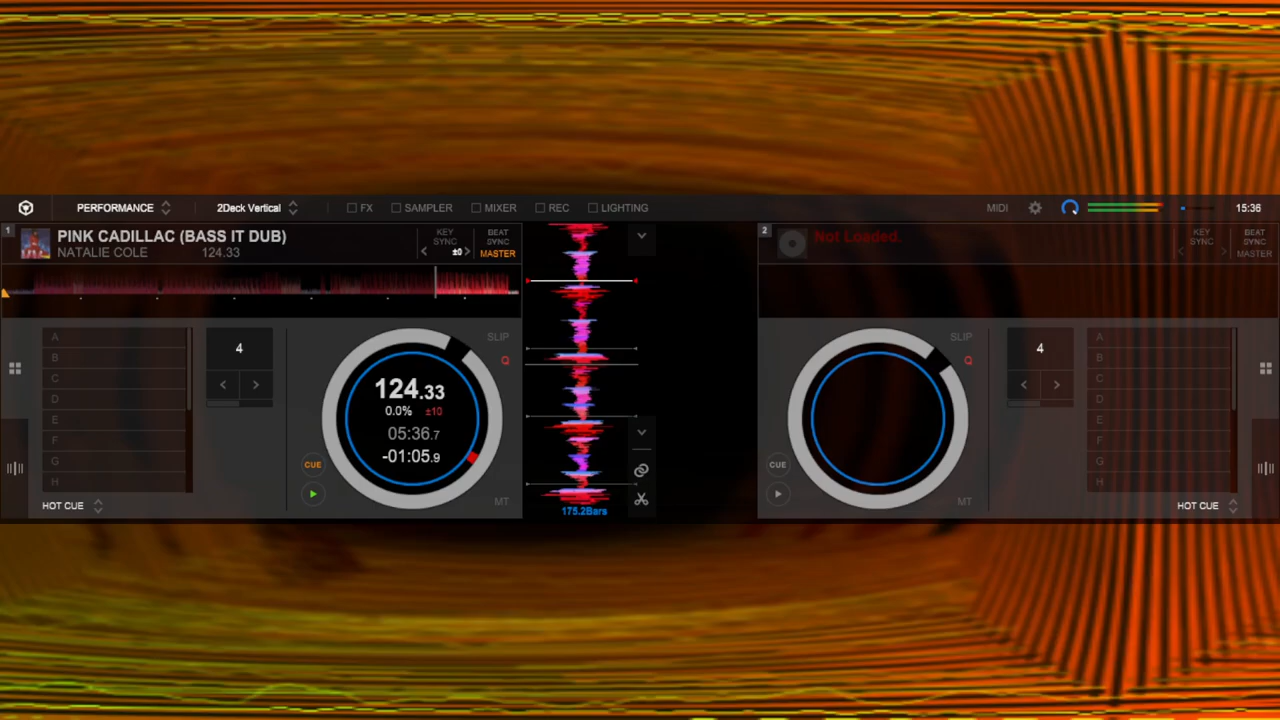 PERFORMANCE 2Deck Vertical FX SAMPLER MIXER REC LIGHTING MIDI 15:36
1 PINK CADILLAC (BASS IT DUB)
NATALIE COLE 124.33
KEY SYNC
±0
BEAT SYNC
MASTER
2 Not Loaded.
KEY SYNC
BEAT SYNC
MASTER
A
B
C
D
E
F
G
H
HOT CUE
4
SLIP
Q
124.33
0.0% ±10
05:36.7
-01:05.9
CUE
MT
175.2Bars
SLIP
Q
CUE
MT
4
A
B
C
D
E
F
G
H
HOT CUE